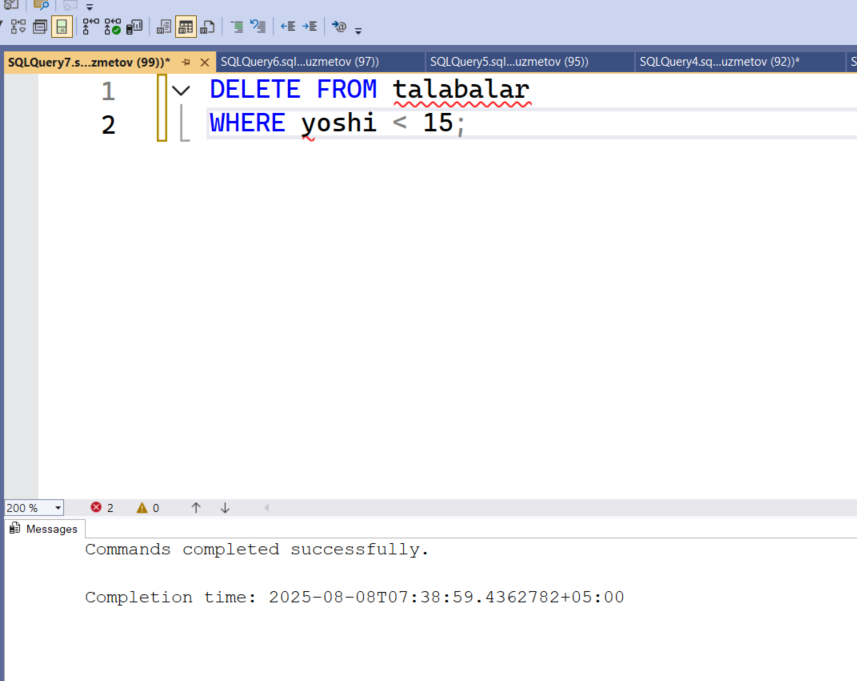 SQLQuery7.s...zmetov (99))*
SQLQuery6.sql...uzmetov (97))
SQLQuery5.sql...uzmetov (95))
SQLQuery4.sq...uzmetov (92))*
S
1 DELETE FROM talabalar
2 WHERE yoshi < 15;
200 % 2 0
Messages
Commands completed successfully.
Completion time: 2025-08-08T07:38:59.4362782+05:00